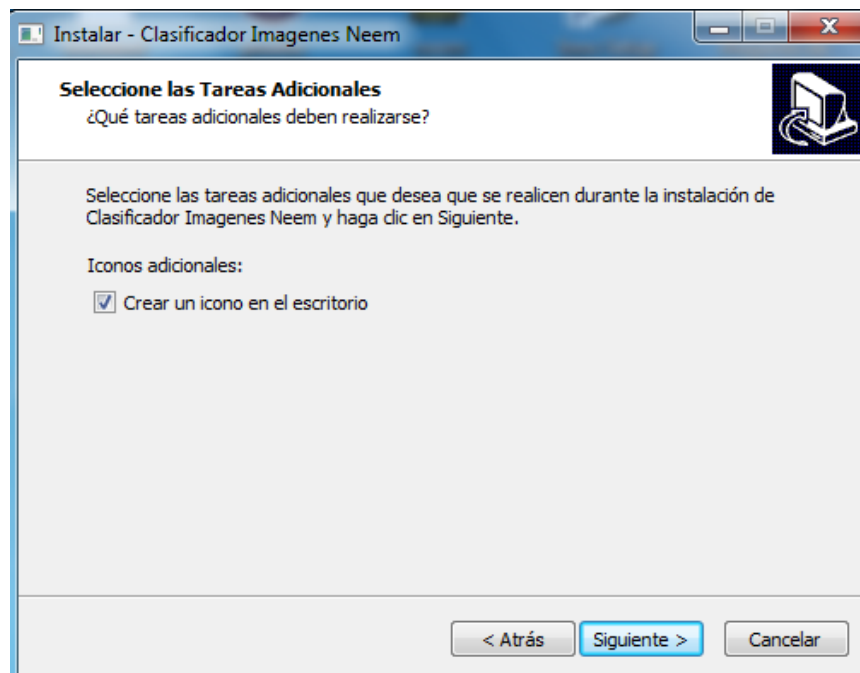 Instalar - Clasificador Imagenes Neem
Seleccione las Tareas Adicionales
¿Qué tareas adicionales deben realizarse?
Seleccione las tareas adicionales que desea que se realicen durante la instalación de
Clasificador Imagenes Neem y haga clic en Siguiente.
Iconos adicionales:
Crear un icono en el escritorio
< Atrás
Siguiente >
Cancelar